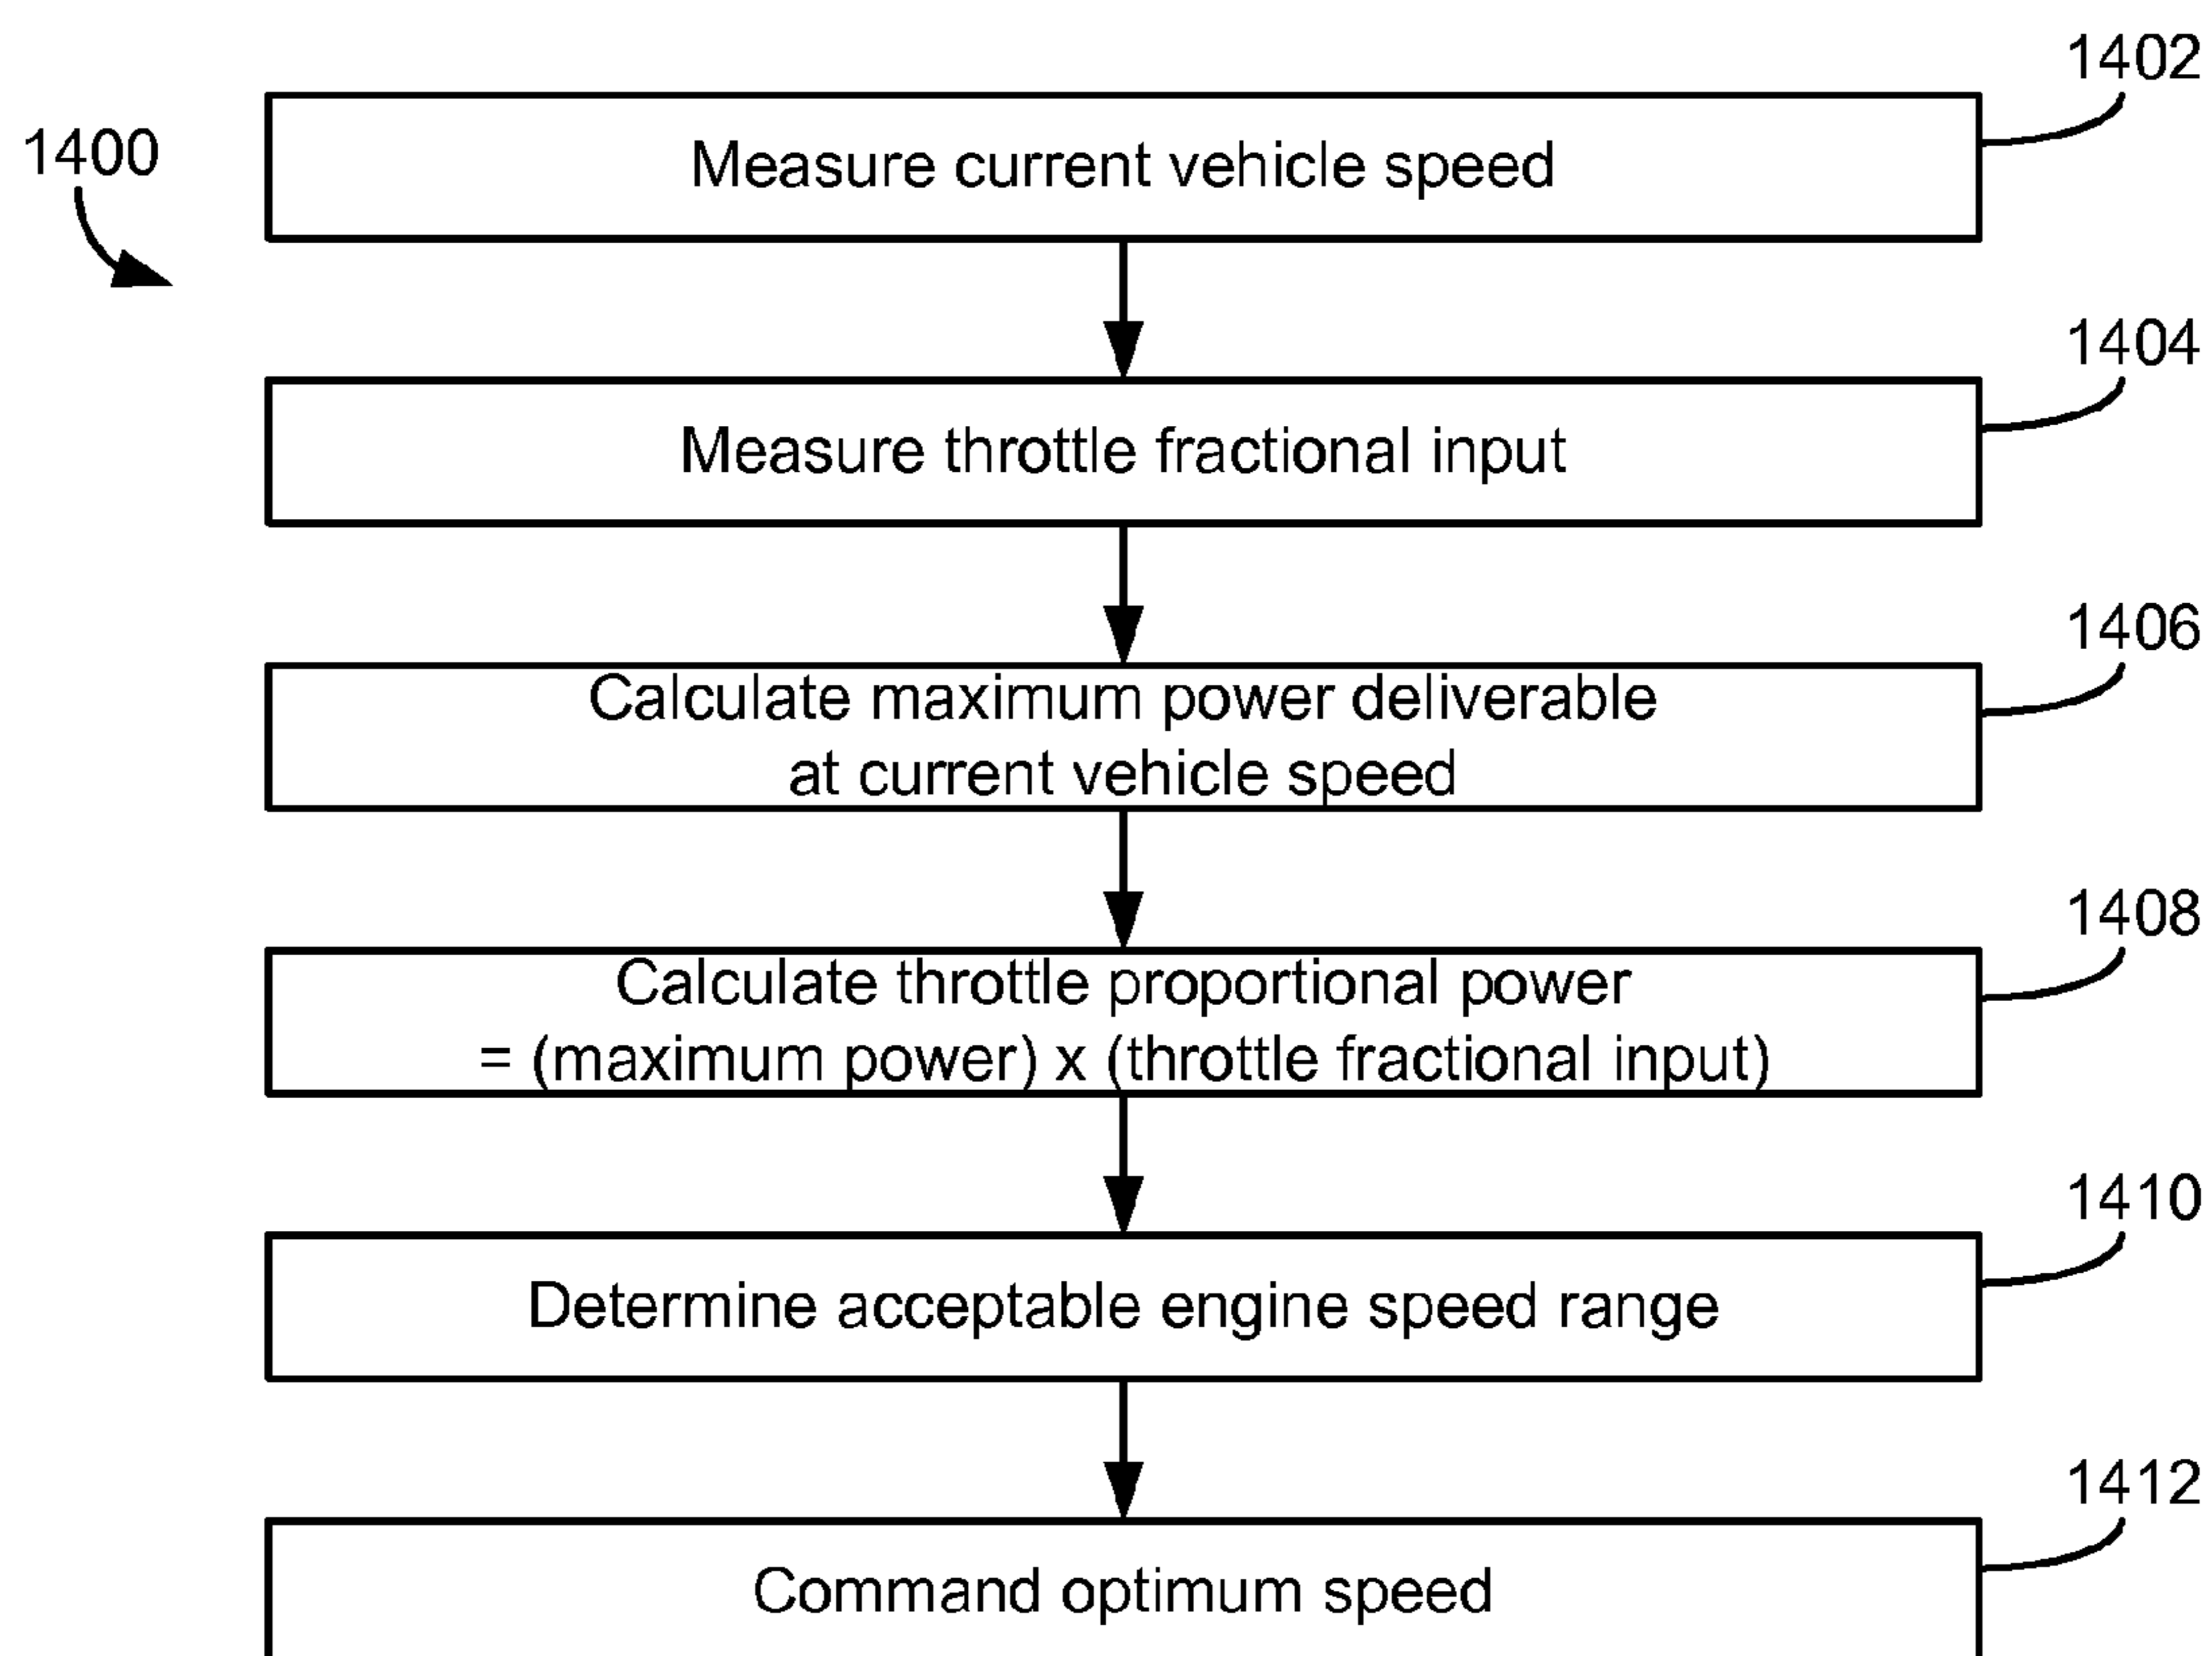 1402
1400
Measure current vehicle speed
1404
Measure throttle fractional input
1406
Calculate maximum power deliverable
at current vehicle speed
1408
Calculate throttle proportional power
= (maximum power) x (throttle fractional input)
1410
Determine acceptable engine speed range
1412
Command optimum speed